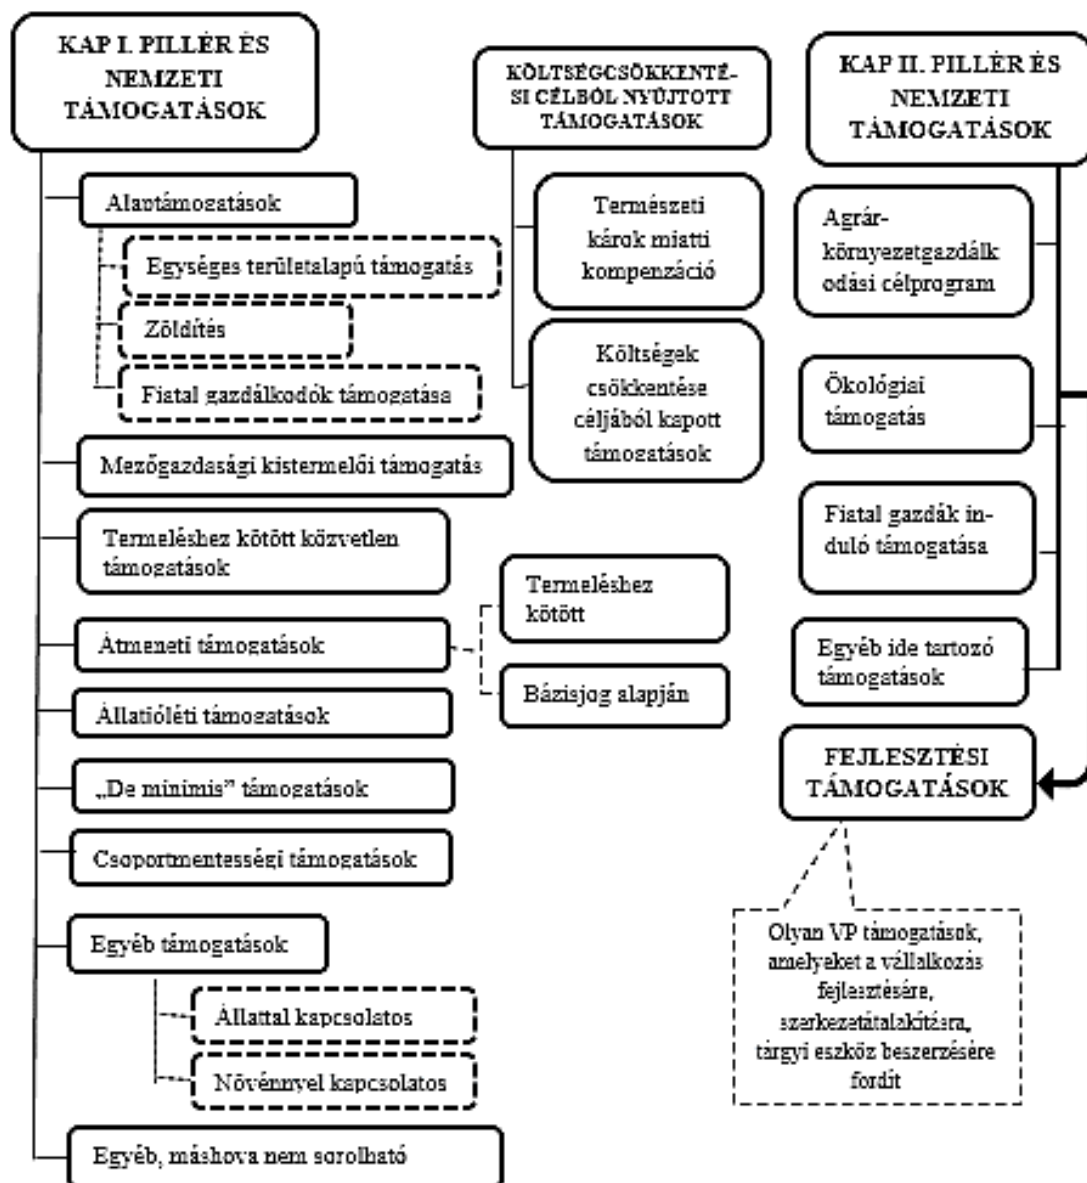 KAP I. PILLÉR ÉS
NEMZETI
TÁMOGATÁSOK
Alaptámogatások
Egységes területalapú támogatás
Zöldítés
Fiatal gazdálkodók támogatása
Mezőgazdasági kistermelői támogatás
Termeléshez kötött közvetlen
támogatások
Átmeneti támogatások
Termeléshez
kötött
Bázisjog alapján
Állatjóléti támogatások
„De minimis” támogatások
Csoportmentességi támogatások
Egyéb támogatások
Állattal kapcsolatos
Növénnyel kapcsolatos
Egyéb, máshova nem sorolható
KÖLTSÉGCSÖKKENTÉ-
SI CÉLBÓL NYÚJTOTT
TÁMOGATÁSOK
Természeti
károk miatti
kompenzáció
Költségek
csökkentése
céljából kapott
támogatások
KAP II. PILLÉR ÉS
NEMZETI
TÁMOGATÁSOK
Agrár-
környezetgazdálk
odási célprogram
Ökológiai
támogatás
Fiatal gazdák in-
duló támogatása
Egyéb ide tartozó
támogatások
FEJLESZTÉSI
TÁMOGATÁSOK
Olyan VP támogatások,
amelyeket a vállalkozás
fejlesztésére,
szerkezetátalakításra,
tárgyi eszköz beszerzésére
fordít